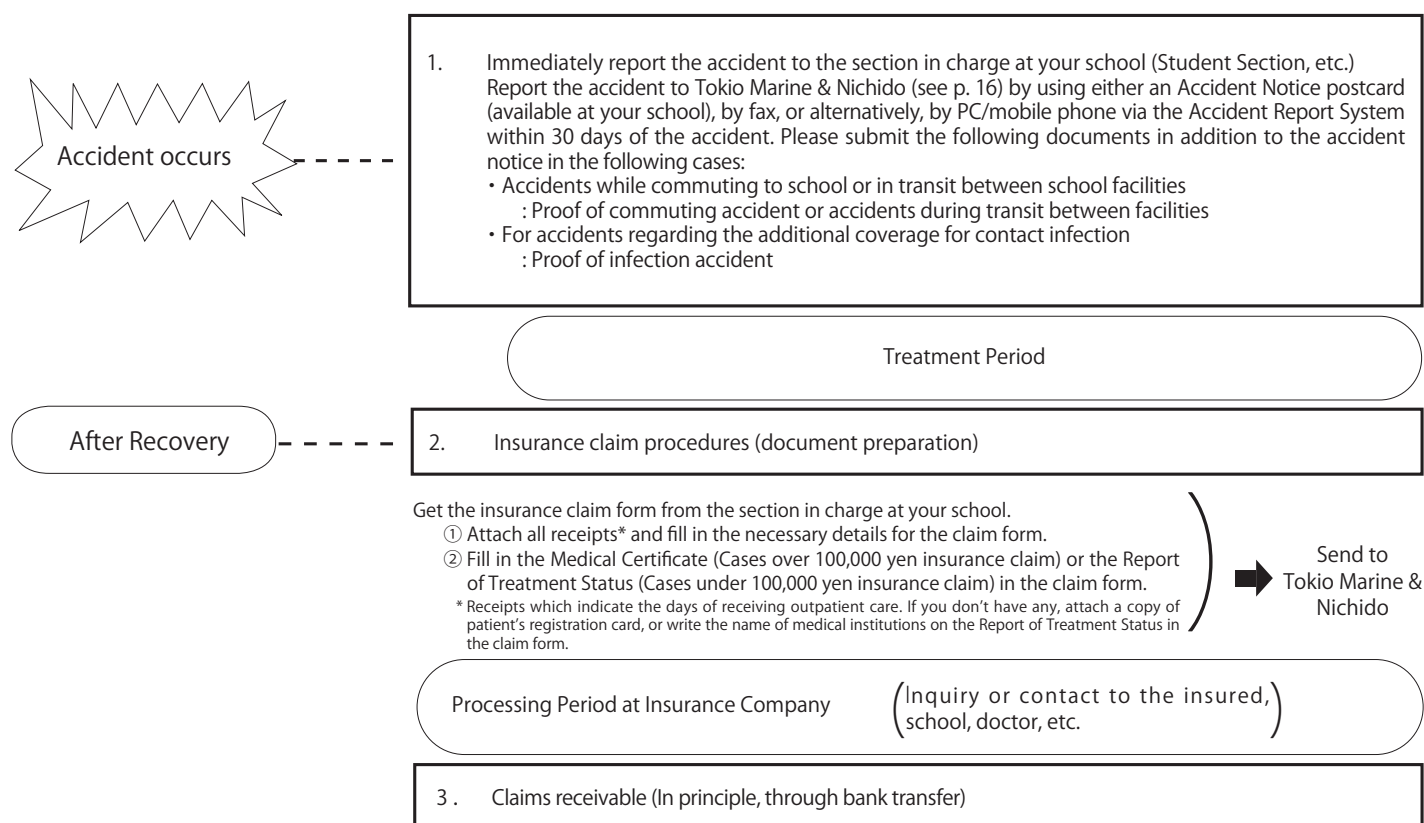 Accident occurs
1. Immediately report the accident to the section in charge at your school (Student Section, etc.)
Report the accident to Tokio Marine & Nichido (see p. 16) by using either an Accident Notice postcard
(available at your school), by fax, or alternatively, by PC/mobile phone via the Accident Report System
within 30 days of the accident. Please submit the following documents in addition to the accident
notice in the following cases:
・Accidents while commuting to school or in transit between school facilities
: Proof of commuting accident or accidents during transit between facilities
・For accidents regarding the additional coverage for contact infection
: Proof of infection accident
Treatment Period
After Recovery
2. Insurance claim procedures (document preparation)
Get the insurance claim form from the section in charge at your school.
① Attach all receipts* and fill in the necessary details for the claim form.
② Fill in the Medical Certificate (Cases over 100,000 yen insurance claim) or the Report
of Treatment Status (Cases under 100,000 yen insurance claim) in the claim form.
* Receipts which indicate the days of receiving outpatient care. If you don't have any, attach a copy of
patient's registration card, or write the name of medical institutions on the Report of Treatment Status in
the claim form.
Send to
Tokio Marine &
Nichido
Processing Period at Insurance Company
(Inquiry or contact to the insured,
school, doctor, etc.)
3 . Claims receivable (In principle, through bank transfer)